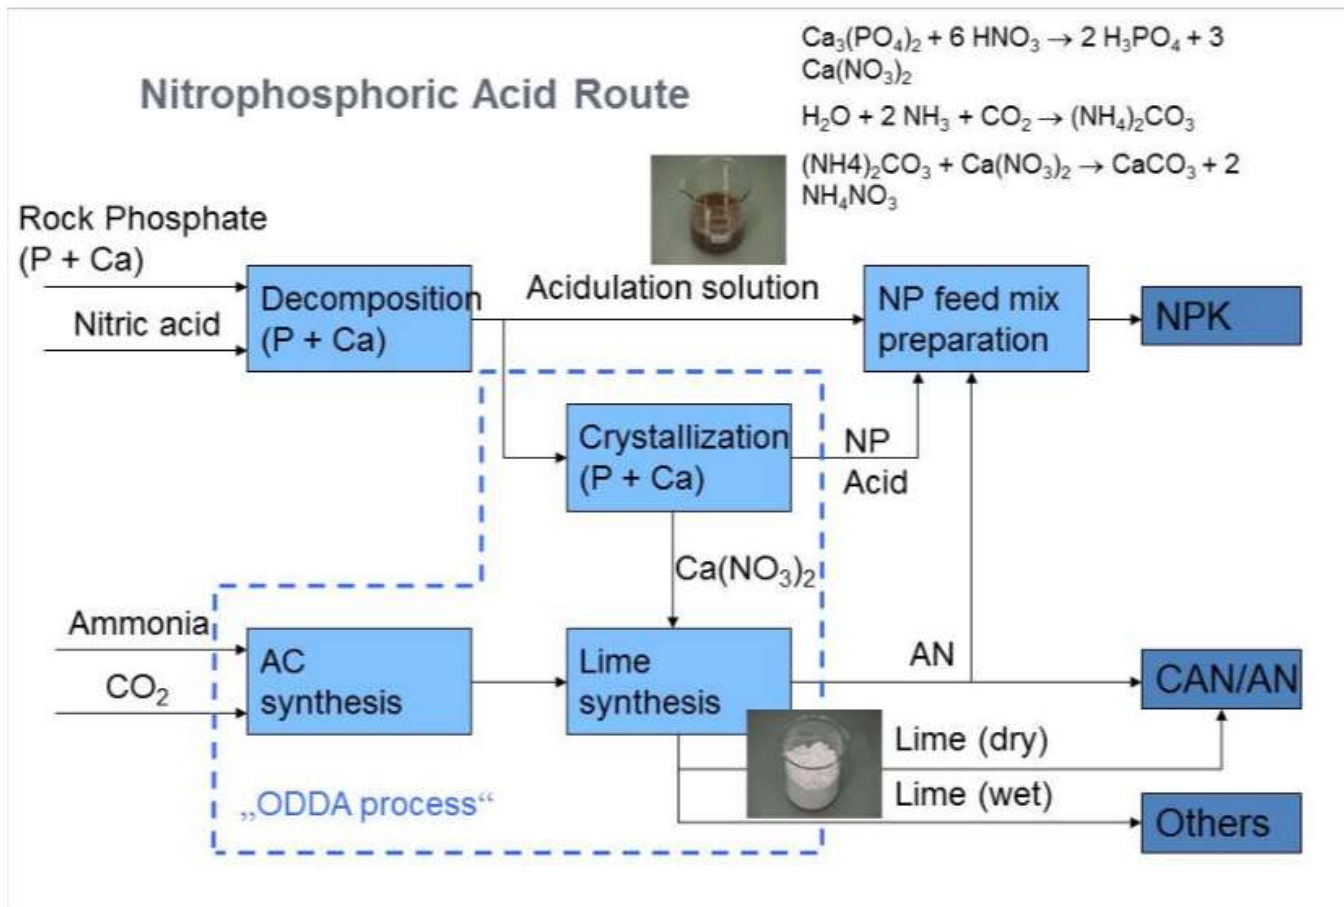 Ca₃(PO₄)₂ + 6 HNO₃ → 2 H₃PO₄ + 3
Ca(NO₃)₂
Nitrophosphoric Acid Route
H₂O + 2 NH₃ + CO₂ → (NH₄)₂CO₃
(NH4)₂CO₃ + Ca(NO₃)₂ → CaCO₃ + 2
NH₄NO₃
Rock Phosphate
(P + Ca)
Nitric acid
Decomposition
(P + Ca)
Acidulation solution
NP feed mix
preparation
NPK
Crystallization
(P + Ca)
NP
Acid
Ca(NO₃)₂
Ammonia
CO₂
AC
synthesis
Lime
synthesis
AN
CAN/AN
Lime (dry)
Lime (wet)
Others
„ODDA process“